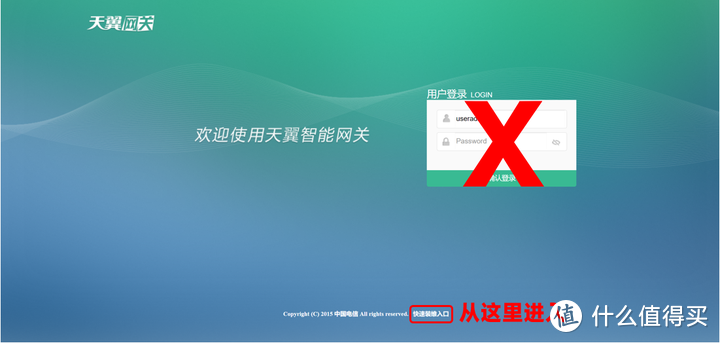 天翼网关
用户登录 LOGIN
Password
欢迎使用天翼智能网关
确认登录
Copyright (C) 2015 中国电信 All rights reserved. 快速装维入口
从这里进
值 什么值得买